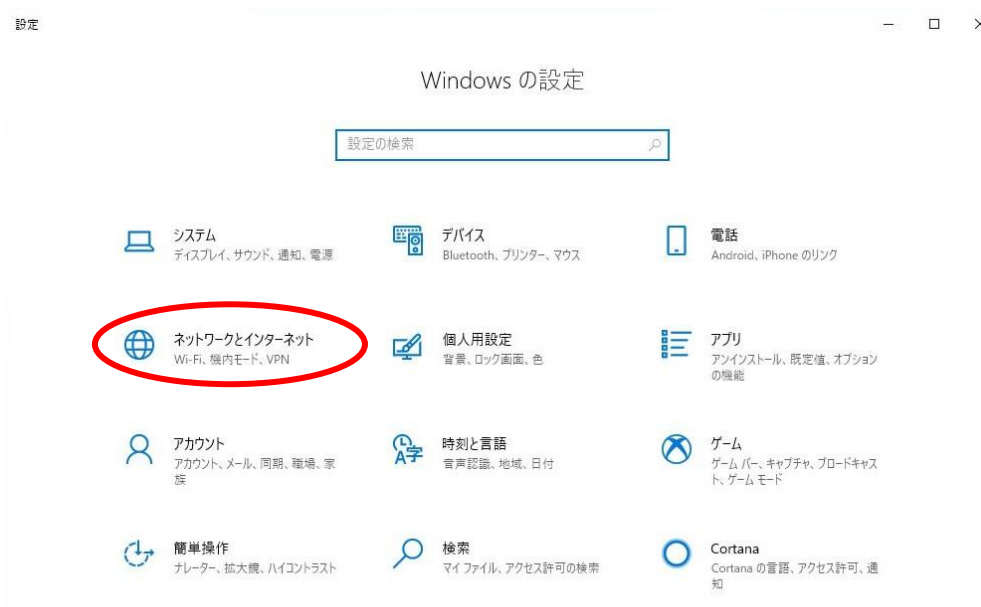 設定
Windows の設定
設定の検索
システム
ディスプレイ、サウンド、通知、電源
デバイス
Bluetooth、プリンター、マウス
電話
Android、iPhone のリンク
ネットワークとインターネット
Wi-Fi、機内モード、VPN
個人用設定
背景、ロック画面、色
アプリ
アンインストール、既定値、オプション
の機能
アカウント
アカウント、メール、同期、職場、家
族
時刻と言語
音声認識、地域、日付
ゲーム
ゲーム バー、キャプチャ、ブロードキャス
ト、ゲーム モード
簡単操作
ナレーター、拡大鏡、ハイコントラスト
検索
マイ ファイル、アクセス許可の検索
Cortana
Cortana の言語、アクセス許可、通
知